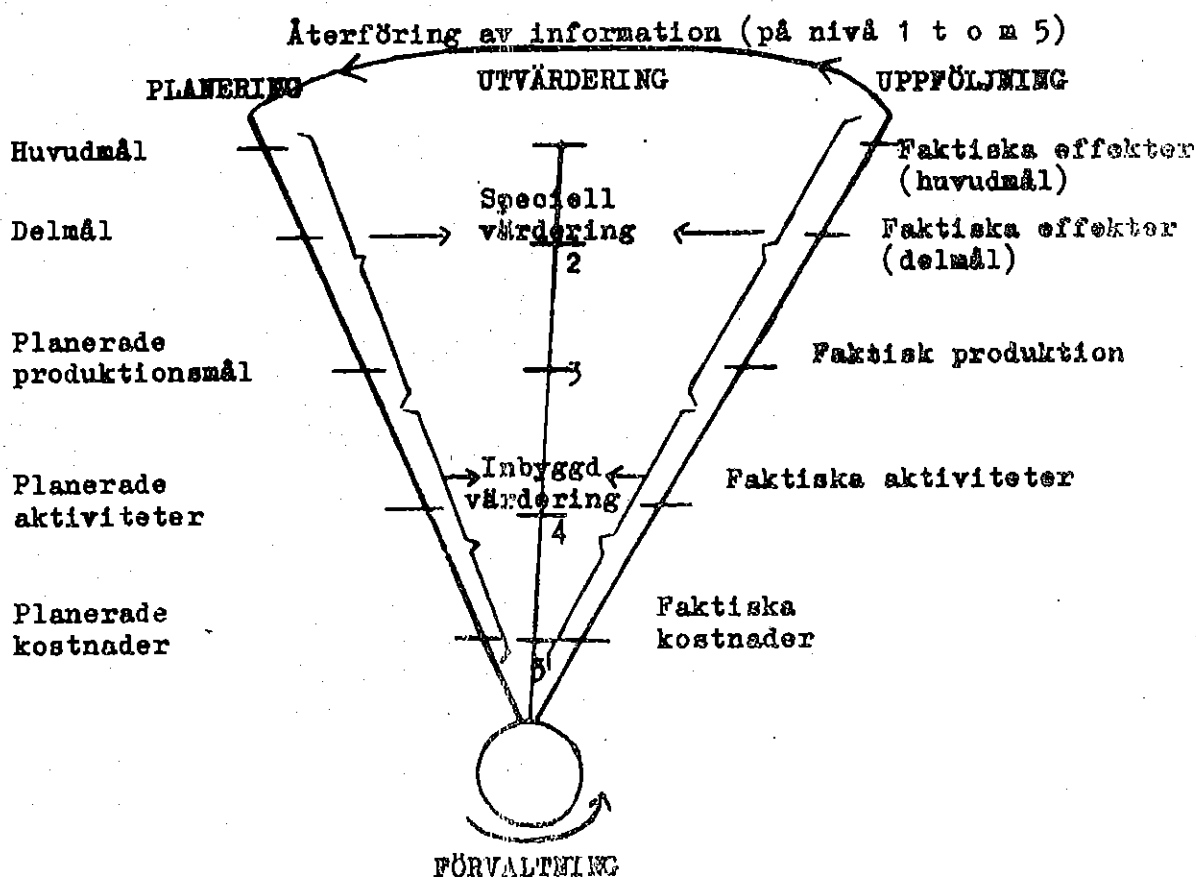 Återföring av information (på nivå 1 t o m 5)
PLANERING
UTVÄRDERING
UPPFÖLJNING
Huvudmål
Faktiska effekter
(huvudmål)
Delmål
Speciell
värdering
2
Faktiska effekter
(delmål)
Planerade
produktionsmål
3
Faktisk produktion
Planerade
aktiviteter
Inbyggd
värdering
4
Faktiska aktiviteter
Planerade
kostnader
5
Faktiska
kostnader
FÖRVALTNING